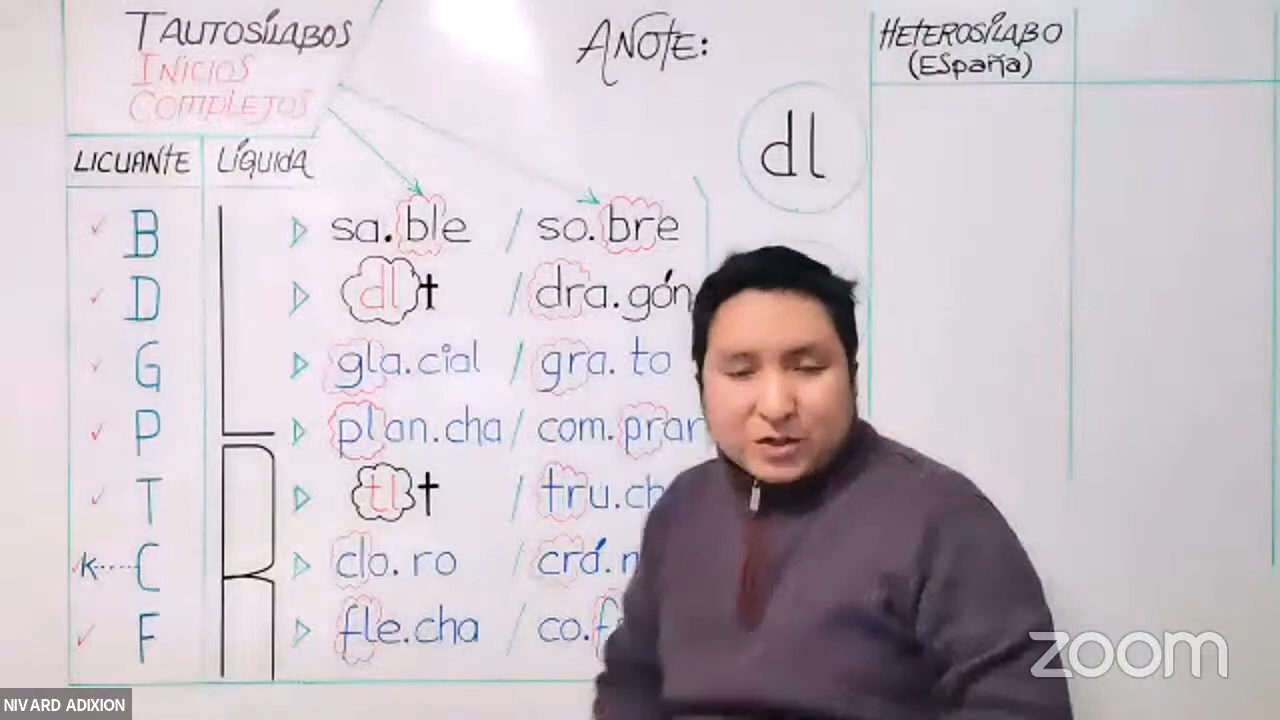 TAUTOSÍLABOS
INICIOS
COMPLEJOS
ANOTE:
HETEROSÍLABO
(ESpaña)
dl
LICUANTE LÍQUIDA
B L sa.ble / so.bre
D dl† / dra.gón
G gla.cial / gra.to
P plan.cha / com.prar
T R tl† / tru.ch
K C clo.ro / crá.
F fle.cha / co.f
zoom
NIVARD ADIXION